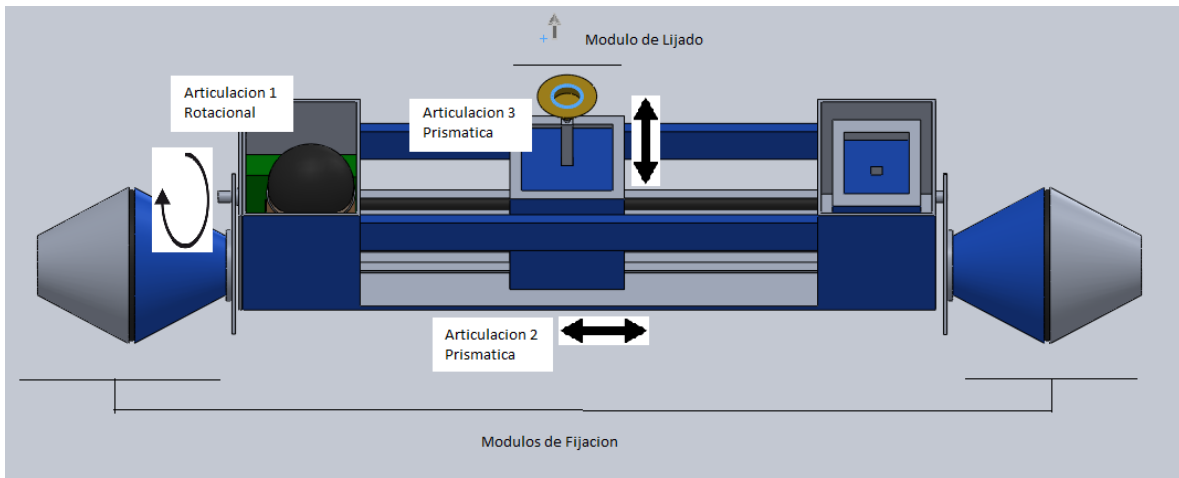 Modulo de Lijado
Articulacion 1
Rotacional
Articulacion 3
Prismatica
Articulacion 2
Prismatica
Modulos de Fijacion